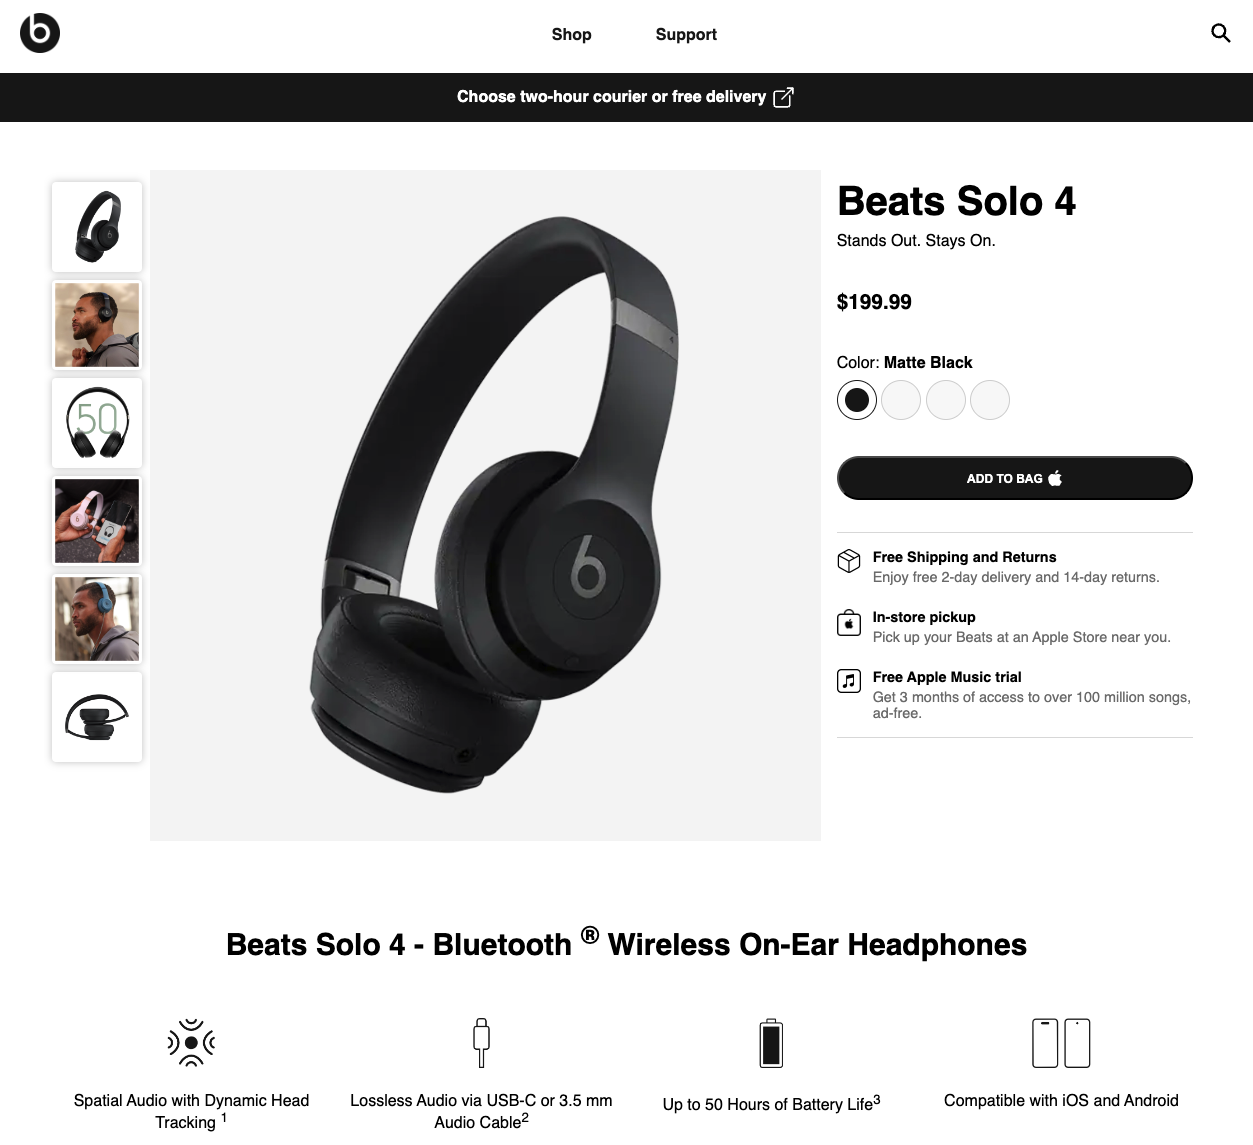 Shop
Support
Choose two-hour courier or free delivery
50
Beats Solo 4
Stands Out. Stays On.
$199.99
Color: Matte Black
ADD TO BAG
Free Shipping and Returns
Enjoy free 2-day delivery and 14-day returns.
In-store pickup
Pick up your Beats at an Apple Store near you.
Free Apple Music trial
Get 3 months of access to over 100 million songs,
ad-free.
Beats Solo 4 - Bluetooth ® Wireless On-Ear Headphones
Spatial Audio with Dynamic Head
Tracking 1
Lossless Audio via USB-C or 3.5 mm
Audio Cable2
Up to 50 Hours of Battery Life3
Compatible with iOS and Android